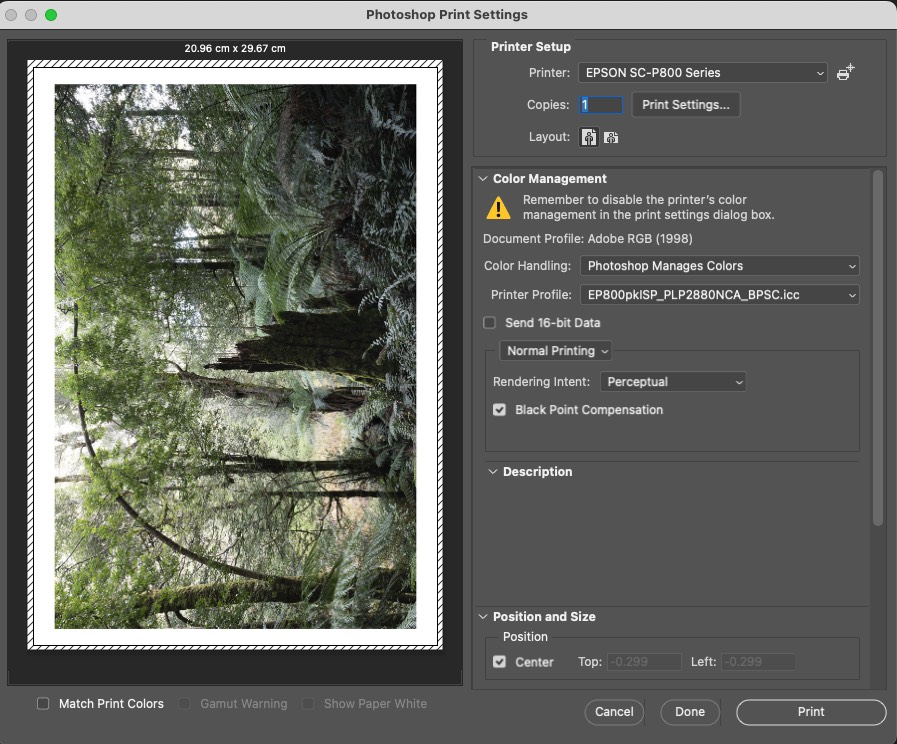 Photoshop Print Settings
20.96 cm x 29.67 cm
Printer Setup
Printer: EPSON SC-P800 Series
Copies: 1 Print Settings...
Layout:
Color Management
Remember to disable the printer's color
management in the print settings dialog box.
Document Profile: Adobe RGB (1998)
Color Handling: Photoshop Manages Colors
Printer Profile: EP800pkISP_PLP2880NCA_BPSC.icc
Send 16-bit Data
Normal Printing
Rendering Intent: Perceptual
Black Point Compensation
Description
Position and Size
Position
Center Top: -0.299 Left: -0.299
Match Print Colors Gamut Warning Show Paper White
Cancel Done Print